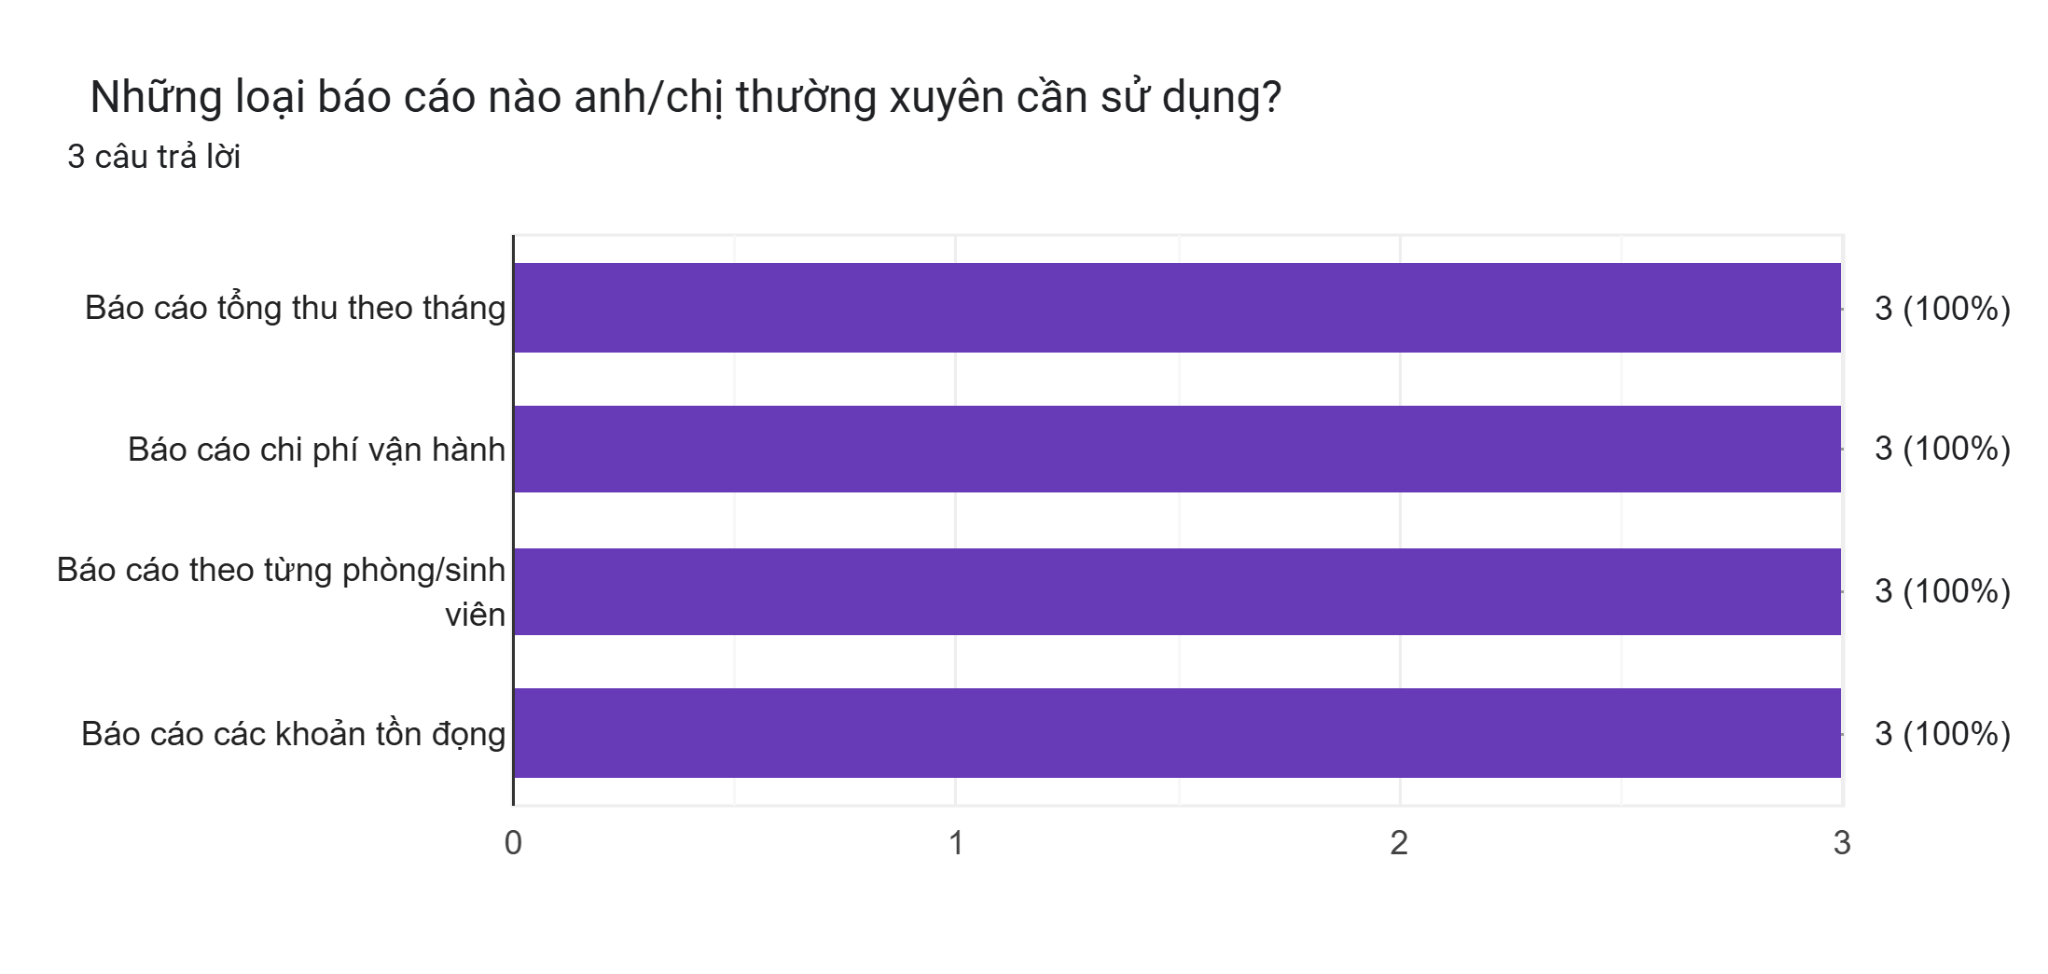 Những loại báo cáo nào anh/chị thường xuyên cần sử dụng?
3 câu trả lời
Báo cáo tổng thu theo tháng
3 (100%)
Báo cáo chi phí vận hành
3 (100%)
Báo cáo theo từng phòng/sinh
viên
3 (100%)
Báo cáo các khoản tồn đọng
3 (100%)
0 1 2 3